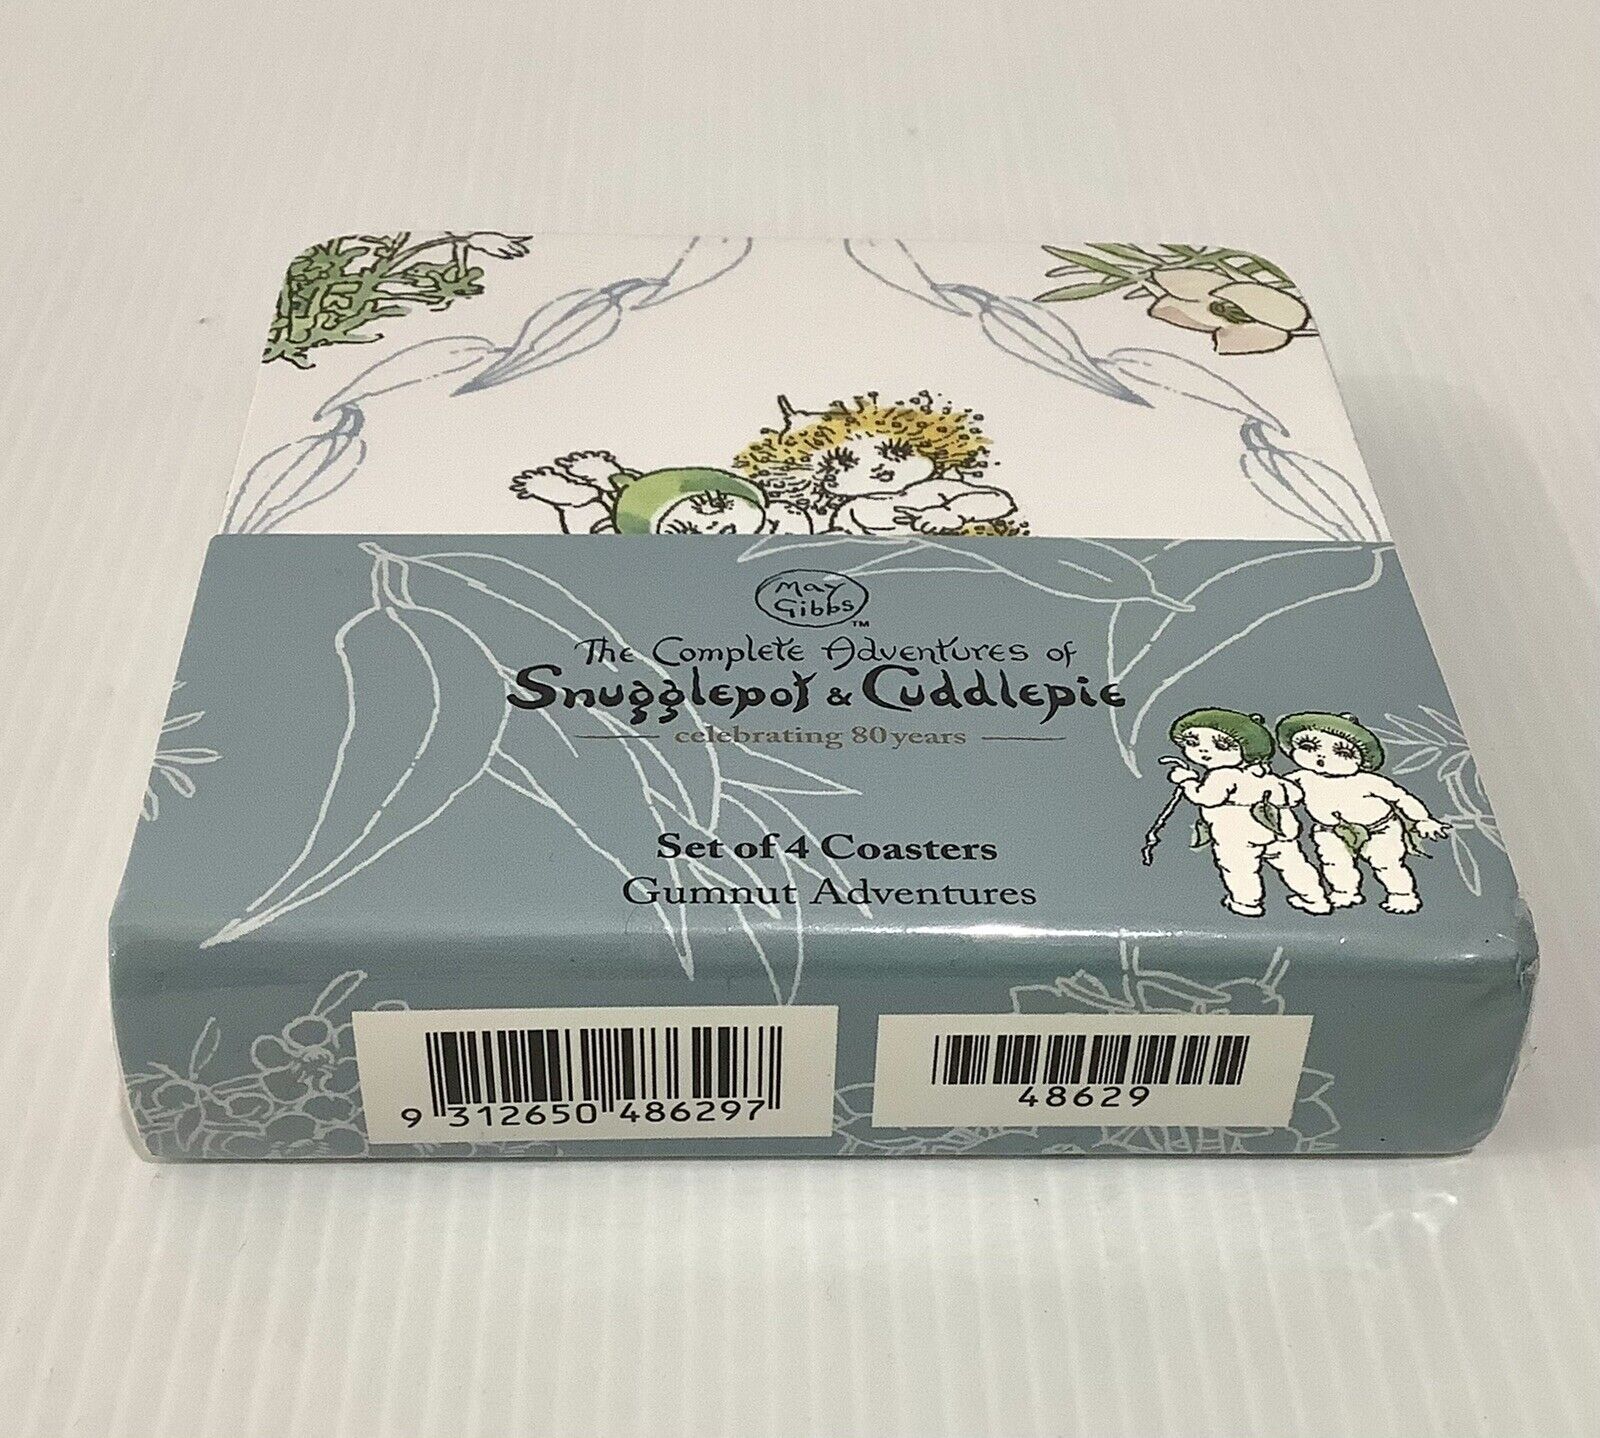 May
Gibbs™
The Complete Adventures of
Snugglepot & Cuddlepie
celebrating 80 years
Set of 4 Coasters
Gumnut Adventures
9 312650 486297
48629